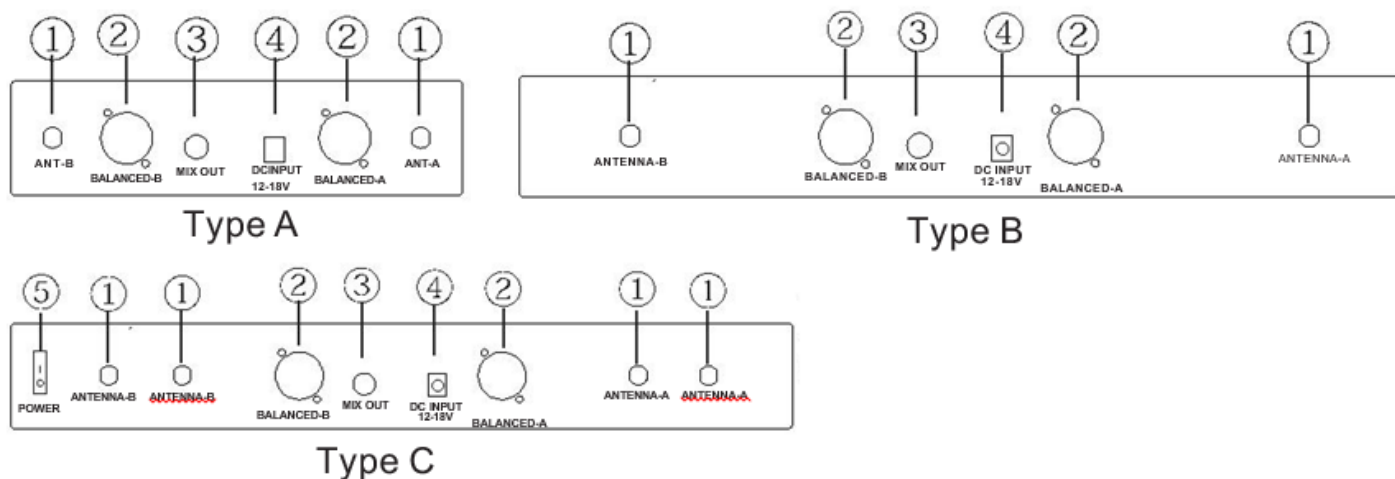 ① ② ③ ④ ② ①
ANT-B
BALANCED-B
MIX OUT
DCINPUT
12-18V
BALANCED-A
ANT-A
Type A
① ② ③ ④ ② ①
ANTENNA-B
BALANCED-B
MIX OUT
DC INPUT
12-18V
BALANCED-A
ANTENNA-A
Type B
⑤ ① ① ② ③ ④ ② ① ①
POWER
ANTENNA-B
ANTENNA-B
BALANCED-B
MIX OUT
DC INPUT
12-18V
BALANCED-A
ANTENNA-A
ANTENNA-A
Type C